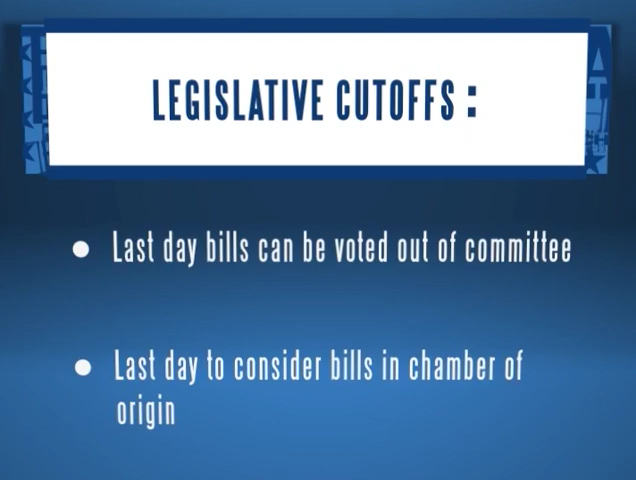 LEGISLATIVE CUTOFFS :
● Last day bills can be voted out of committee
● Last day to consider bills in chamber of
origin